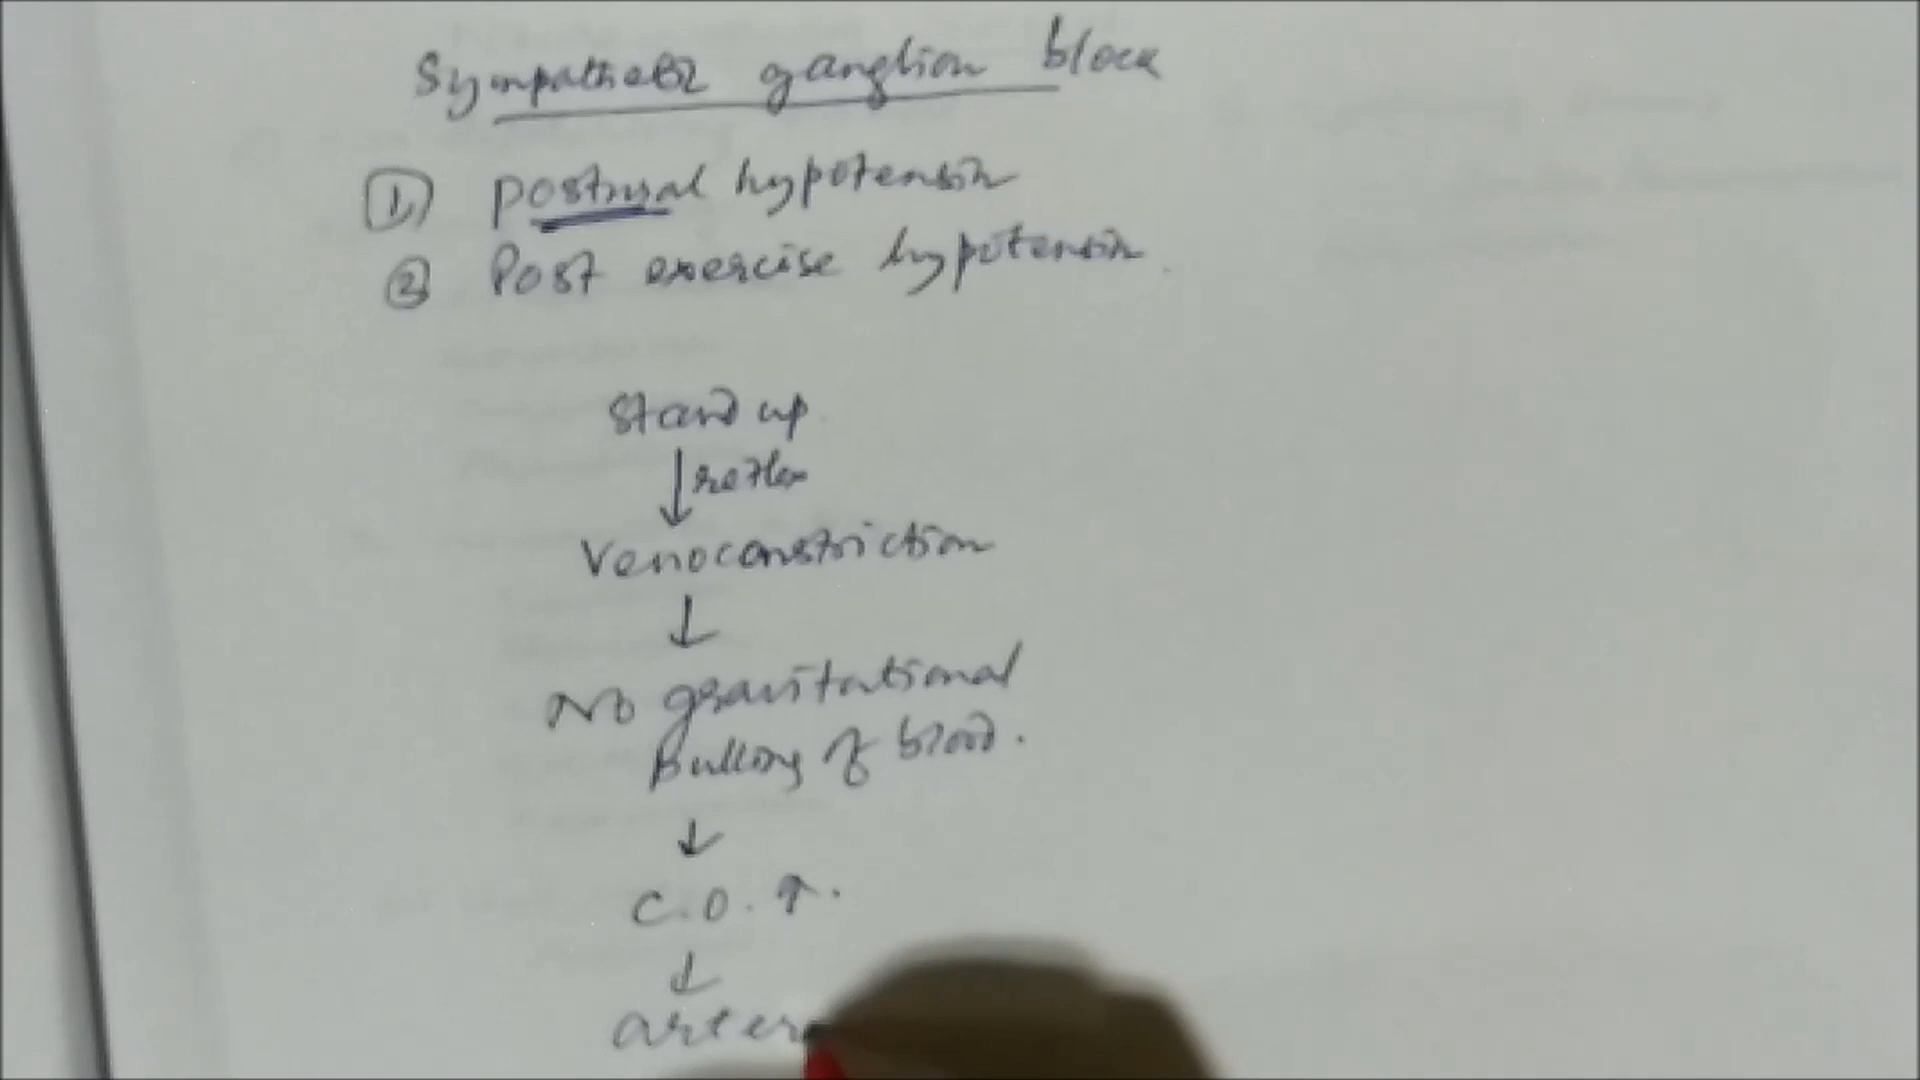 Sympathetic ganglion block
① Postural hypotension
② Post exercise hypotension
Stand up
↓ reflex
Venoconstriction
↓
No gravitational
Pulling of blood.
↓
C.O. ↑.
↓
arter